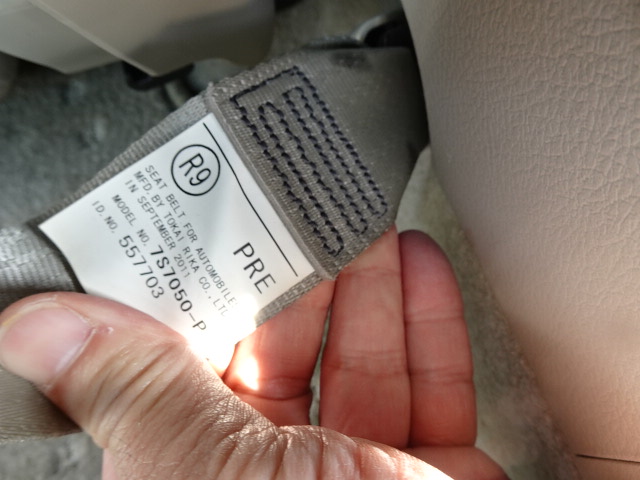 R9
PRE
SEAT BELT FOR AUTOMOBILE
MFD.BY TOKAI RIKA CO.,LTD
IN SEPTEMBER 2011
MODEL NO. 7S7050-P
ID.NO. 557703